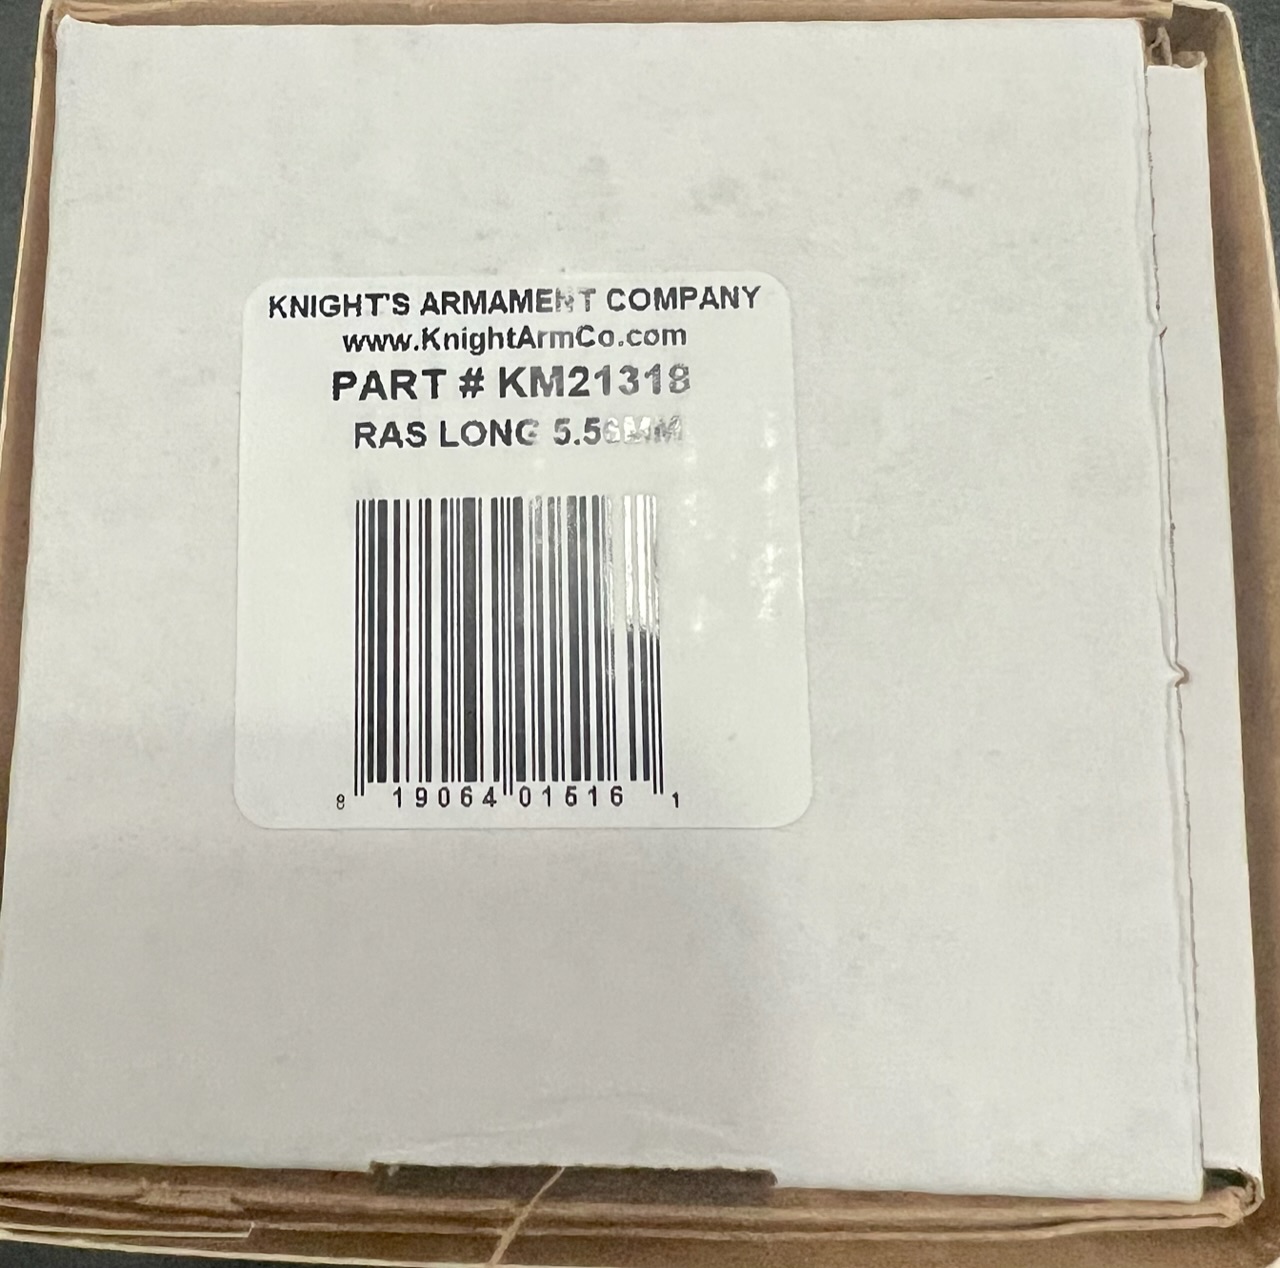 KNIGHT'S ARMAMENT COMPANY
www.KnightArmCo.com
PART # KM21318
RAS LONG 5.56MM
8 19064 01516 1